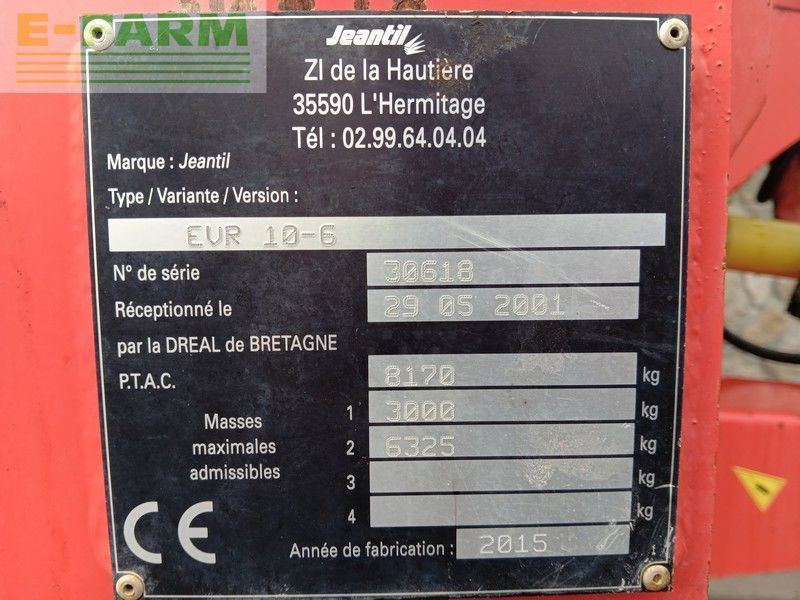 E-FARM
Jeantil
ZI de la Hautière
35590 L'Hermitage
Tél : 02.99.64.04.04
Marque : Jeantil
Type / Variante / Version :
EVR 10-6
N° de série 30618
Réceptionné le 29 05 2001
par la DREAL de BRETAGNE
P.T.A.C. 8170 kg
Masses maximales admissibles
1 3000 kg
2 6325 kg
3 kg
4 kg
CE
Année de fabrication : 2015